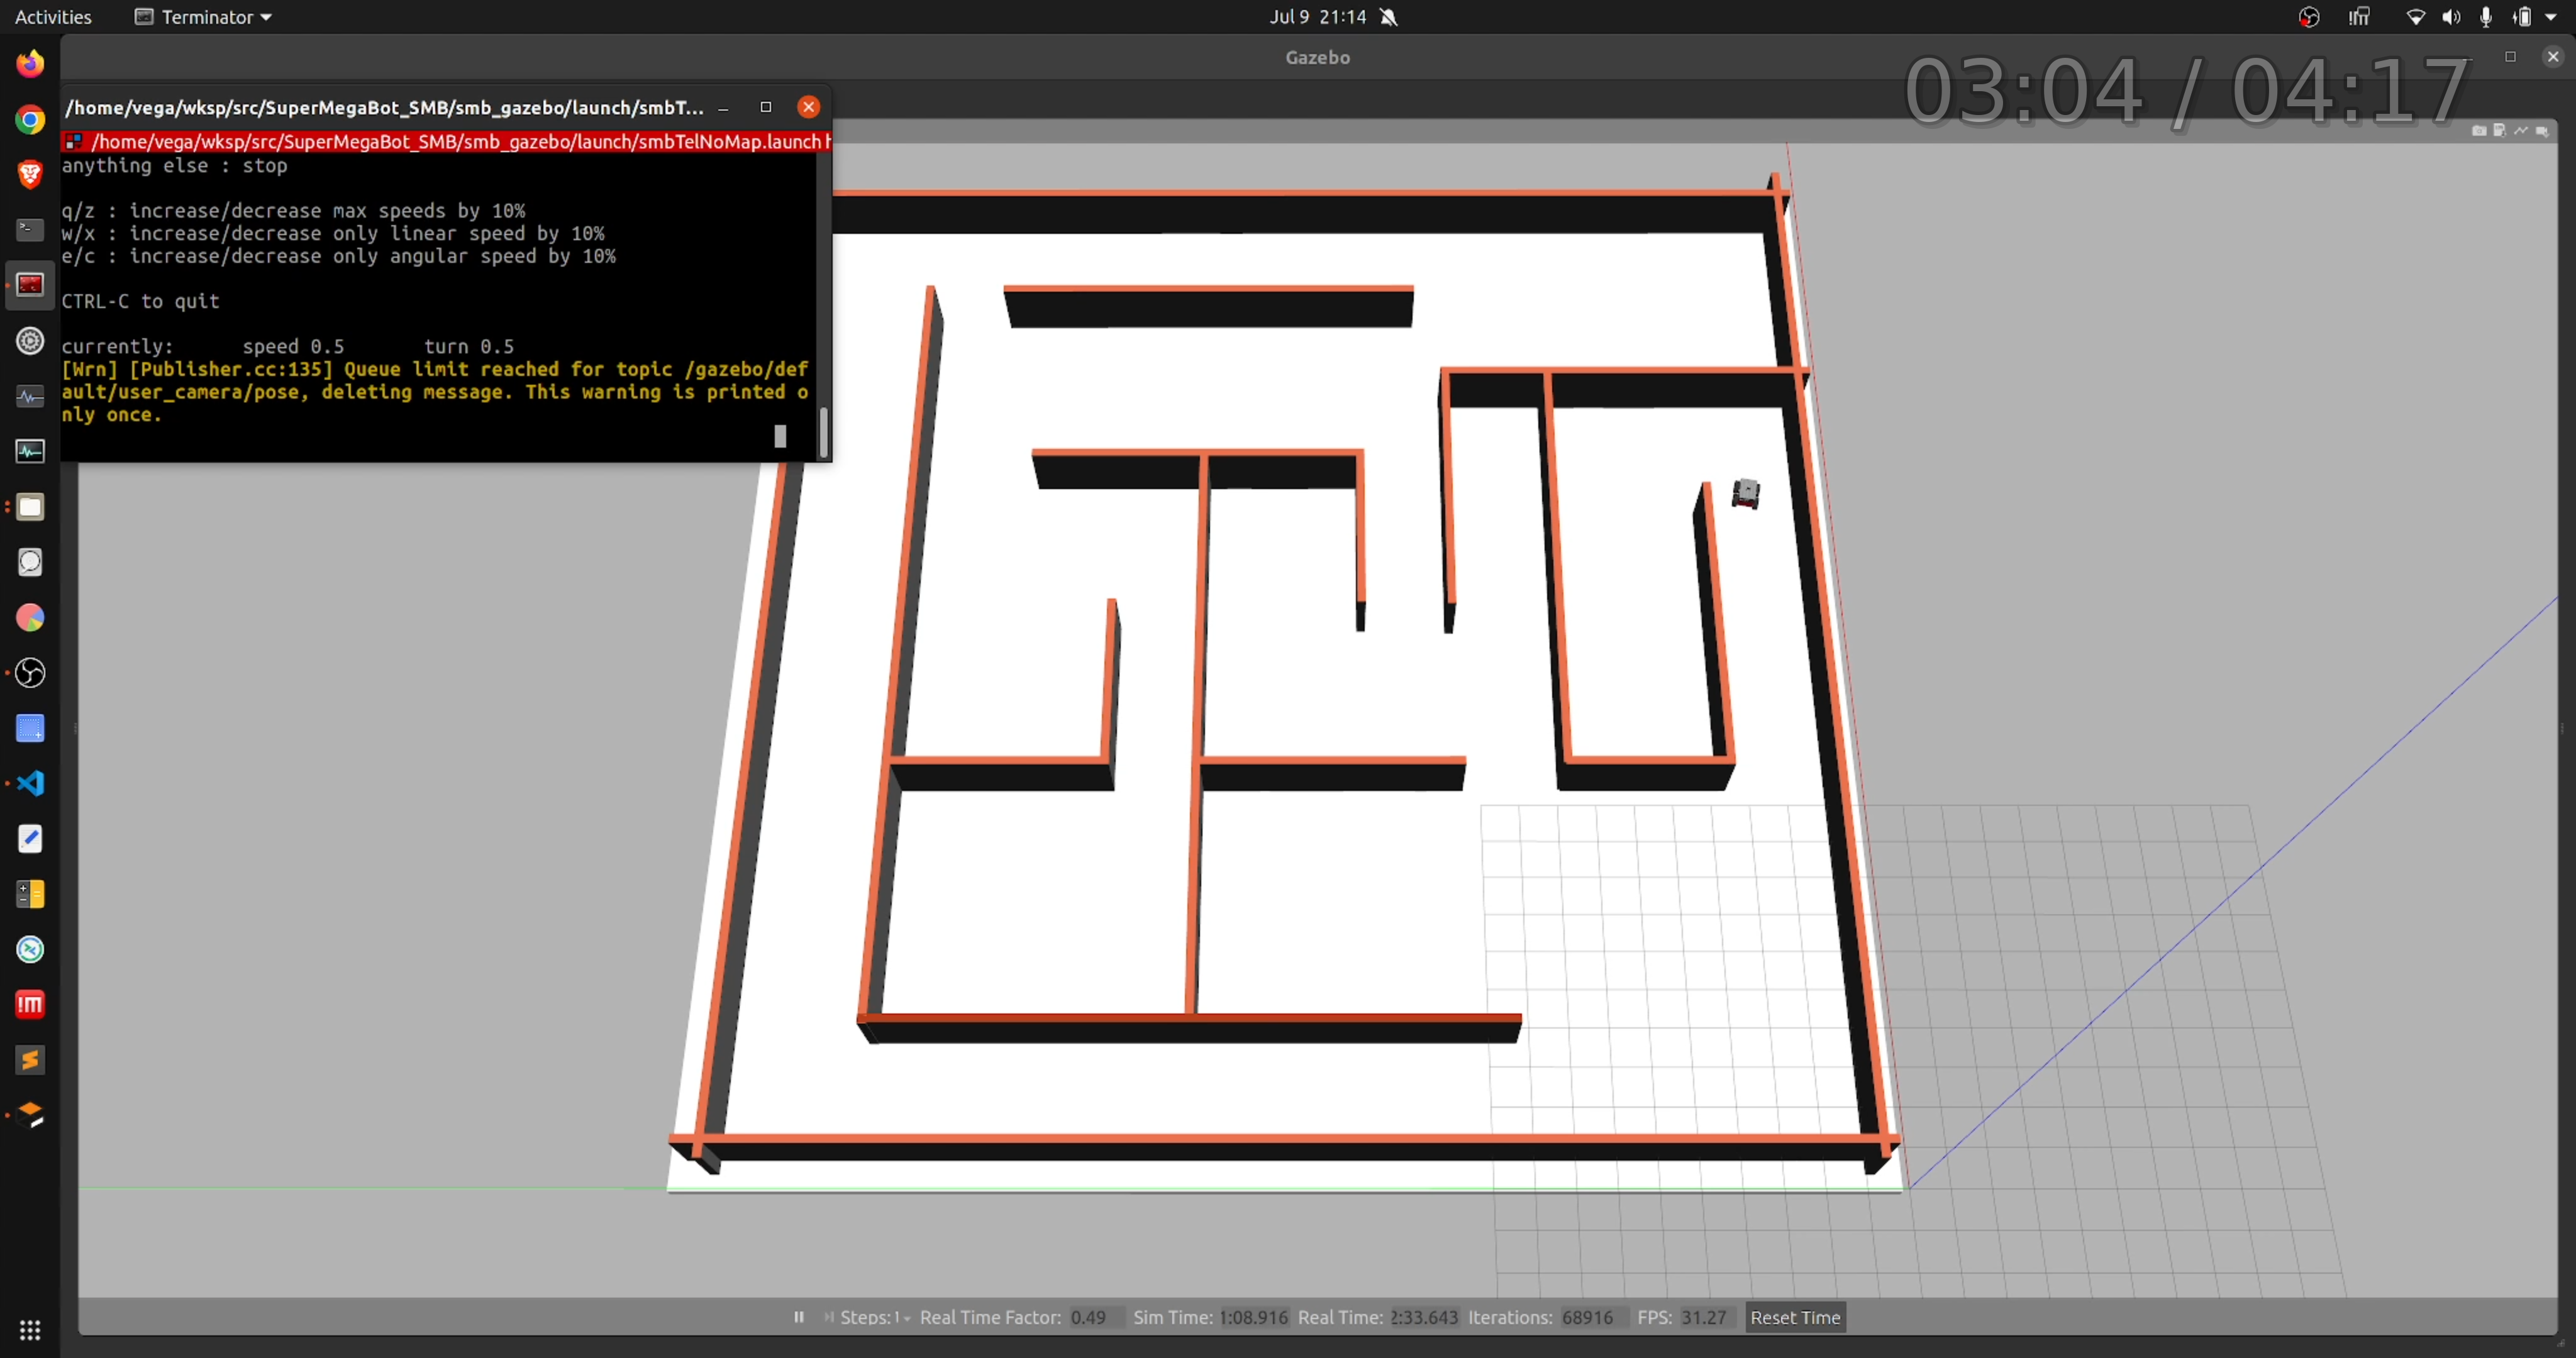 Activities
Terminator
Jul 9 21:14
Gazebo
03:04 / 04:17
/home/vega/wksp/src/SuperMegaBot_SMB/smb_gazebo/launch/smbT...
/home/vega/wksp/src/SuperMegaBot_SMB/smb_gazebo/launch/smbTelNoMap.launch h
anything else : stop
q/z : increase/decrease max speeds by 10%
w/x : increase/decrease only linear speed by 10%
e/c : increase/decrease only angular speed by 10%
CTRL-C to quit
currently: speed 0.5 turn 0.5
[Wrn] [Publisher.cc:135] Queue limit reached for topic /gazebo/def
ault/user_camera/pose, deleting message. This warning is printed o
nly once.
Steps: 1 Real Time Factor: 0.49 Sim Time: 1:08.916 Real Time: 2:33.643 Iterations: 68916 FPS: 31.27 Reset Time